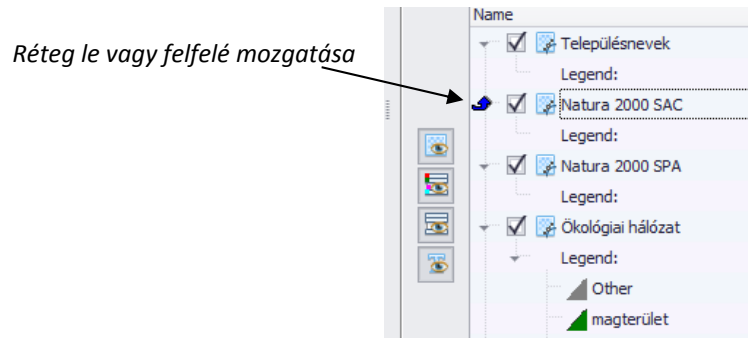 Name
Településnevek
Réteg le vagy felfelé mozgatása
Legend:
Natura 2000 SAC
Legend:
Natura 2000 SPA
Legend:
Ökológiai hálózat
Legend:
Other
magterület